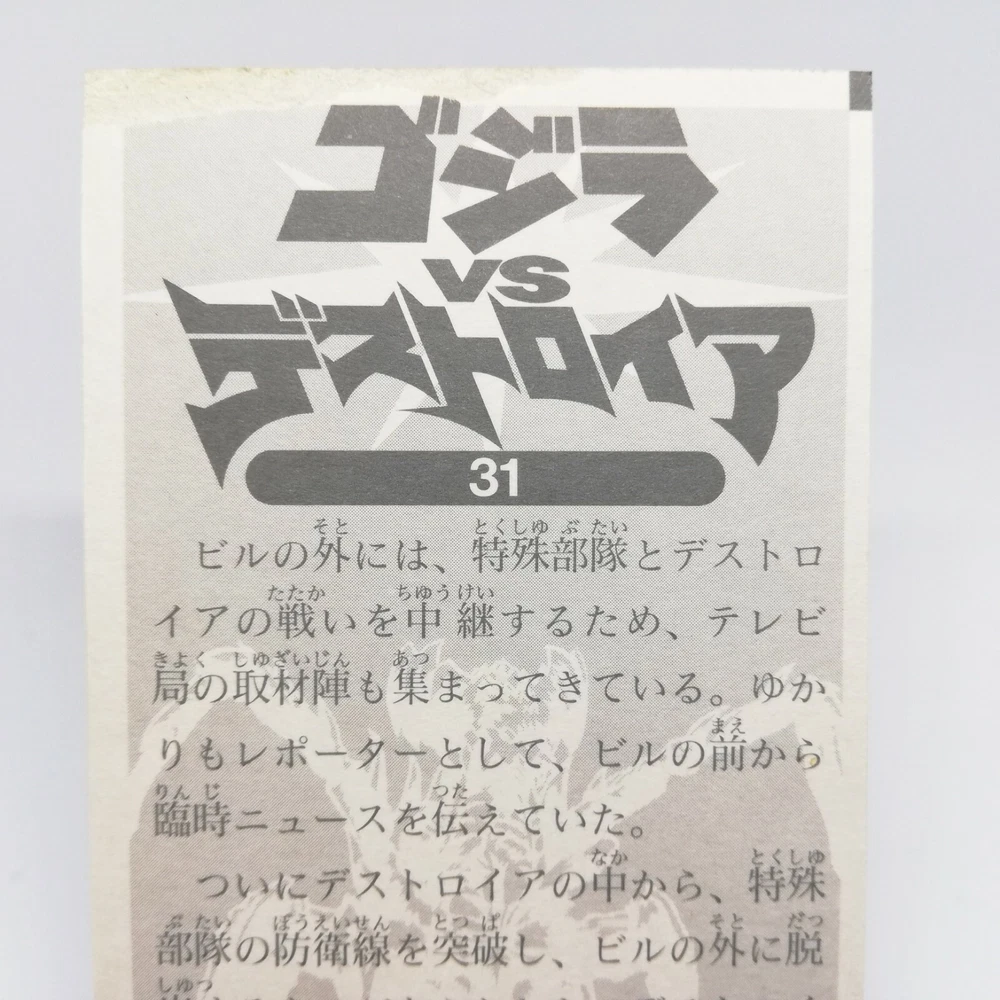 ゴジラ
VS
デストロイア
31
ビルの外には、特殊部隊とデストロ
イアの戦いを中継するため、テレビ
局の取材陣も集まってきている。ゆか
りもレポーターとして、ビルの前から
臨時ニュースを伝えていた。
ついにデストロイアの中から、特殊
部隊の防衛線を突破し、ビルの外に脱